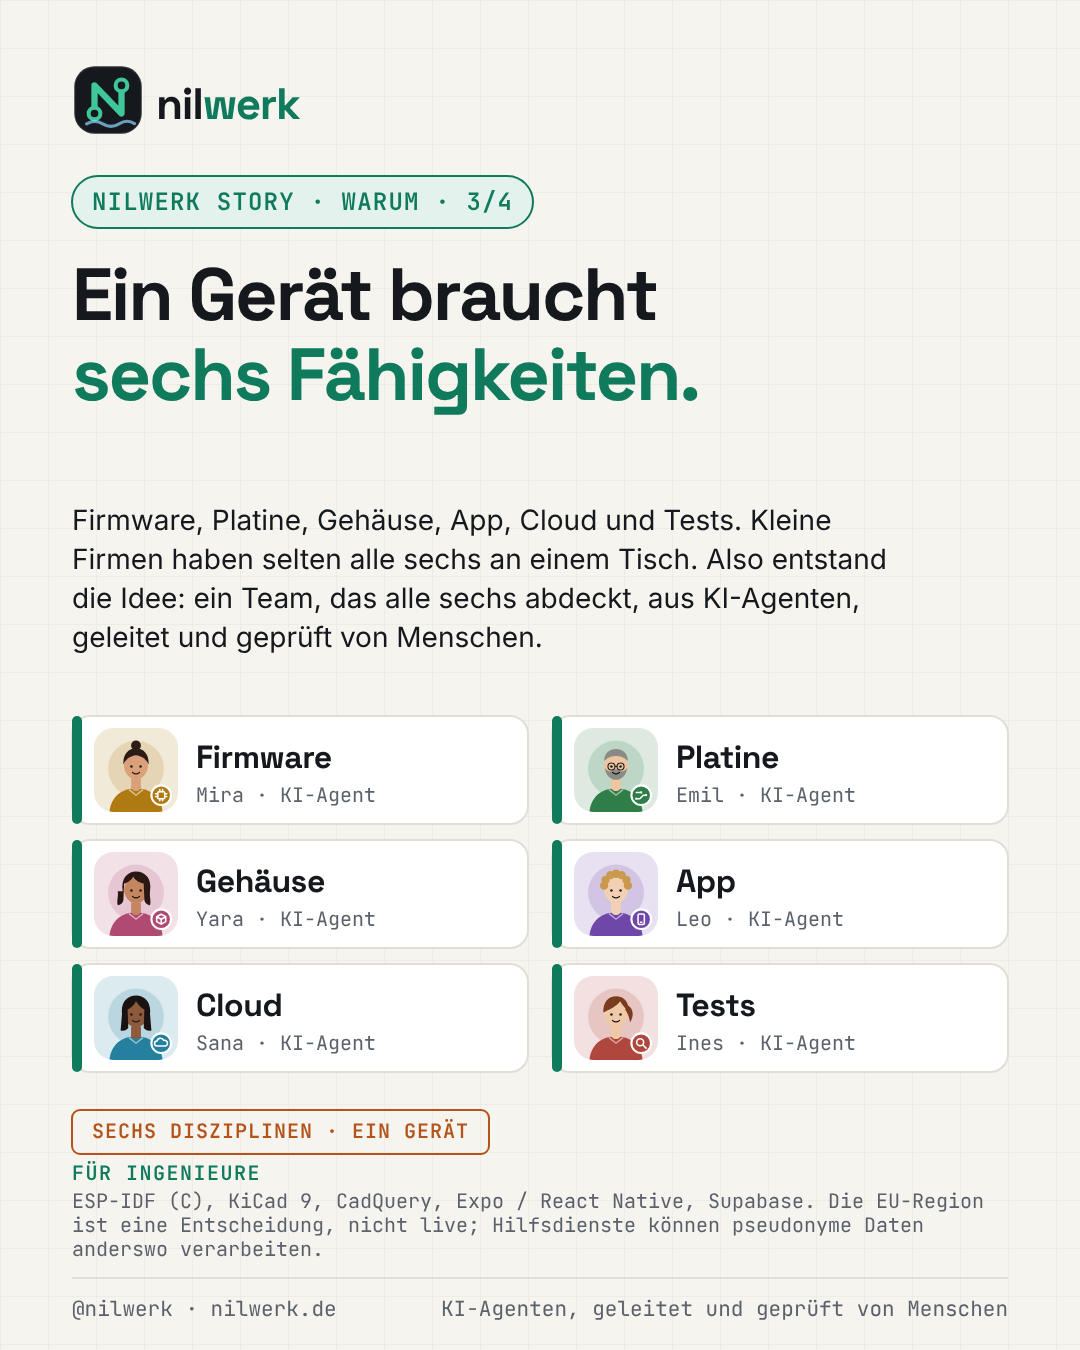 nilwerk
NILWERK STORY · WARUM · 3/4
Ein Gerät braucht
sechs Fähigkeiten.
Firmware, Platine, Gehäuse, App, Cloud und Tests. Kleine
Firmen haben selten alle sechs an einem Tisch. Also entstand
die Idee: ein Team, das alle sechs abdeckt, aus KI-Agenten,
geleitet und geprüft von Menschen.
Firmware
Mira · KI-Agent
Platine
Emil · KI-Agent
Gehäuse
Yara · KI-Agent
App
Leo · KI-Agent
Cloud
Sana · KI-Agent
Tests
Ines · KI-Agent
SECHS DISZIPLINEN · EIN GERÄT
FÜR INGENIEURE
ESP-IDF (C), KiCad 9, CadQuery, Expo / React Native, Supabase. Die EU-Region
ist eine Entscheidung, nicht live; Hilfsdienste können pseudonyme Daten
anderswo verarbeiten.
@nilwerk · nilwerk.de
KI-Agenten, geleitet und geprüft von Menschen